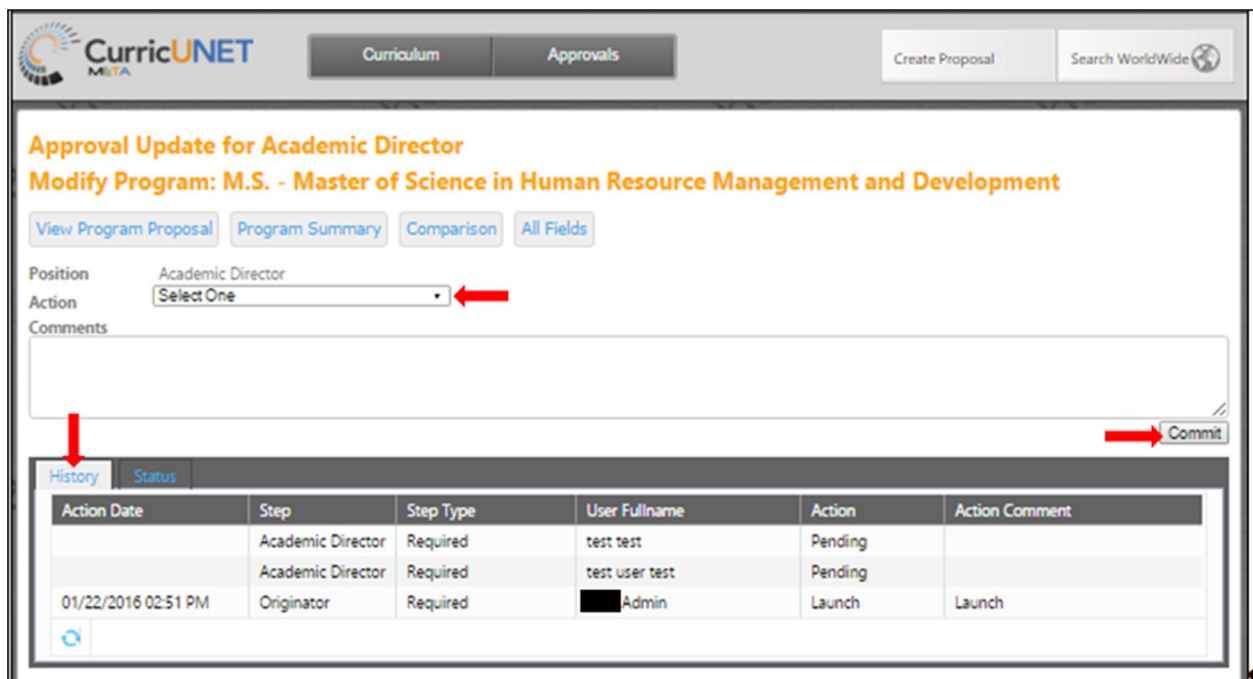 CurricUNET
META
Curriculum Approvals
Create Proposal Search WorldWide
Approval Update for Academic Director
Modify Program: M.S. - Master of Science in Human Resource Management and Development
View Program Proposal Program Summary Comparison All Fields
Position Academic Director
Action Select One
Comments
Commit
History Status
Action Date Step Step Type User Fullname Action Action Comment
Academic Director Required test test Pending
Academic Director Required test user test Pending
01/22/2016 02:51 PM Originator Required Admin Launch Launch